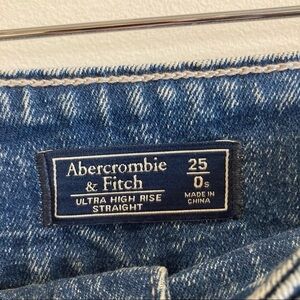 Abercrombie
& Fitch
ULTRA HIGH RISE
STRAIGHT
25
0s
MADE IN
CHINA